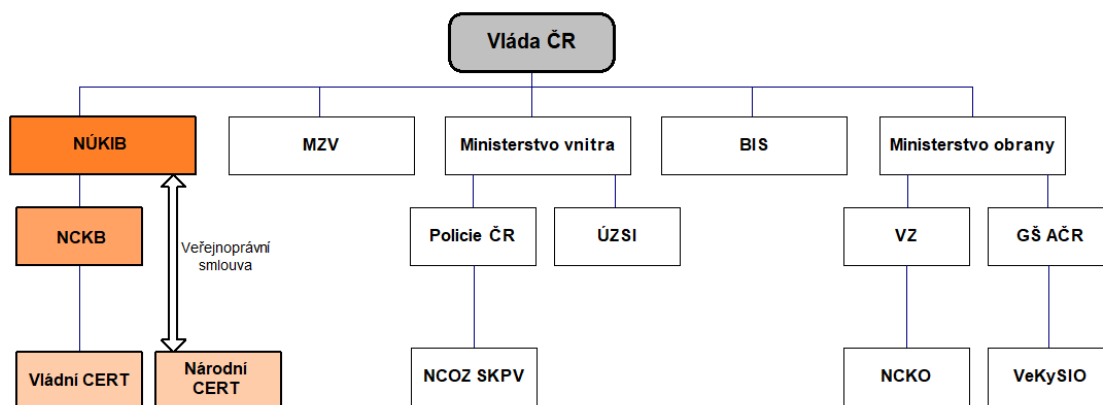 Vláda ČR
NÚKIB
MZV
Ministerstvo vnitra
BIS
Ministerstvo obrany
NCKB
Veřejnoprávní
smlouva
Policie ČR
ÚZSI
VZ
GŠ AČR
Vládní CERT
Národní
CERT
NCOZ SKPV
NCKO
VeKySIO